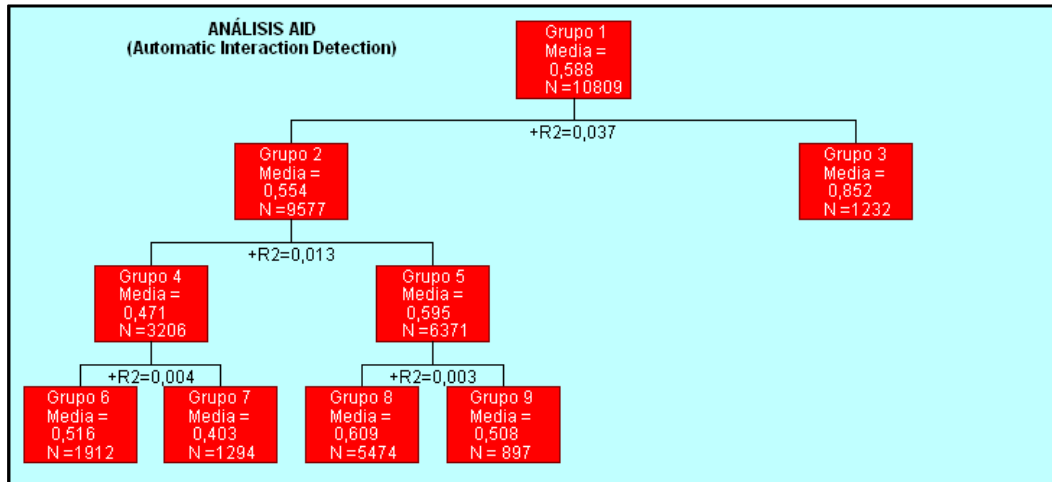 ANÁLISIS AID
(Automatic Interaction Detection)
Grupo 1
Media =
0,588
N =10809
+R2=0,037
Grupo 2
Media =
0,554
N =9577
Grupo 3
Media =
0,852
N =1232
+R2=0,013
Grupo 4
Media =
0,471
N =3206
Grupo 5
Media =
0,595
N =6371
+R2=0,004
+R2=0,003
Grupo 6
Media =
0,516
N =1912
Grupo 7
Media =
0,403
N =1294
Grupo 8
Media =
0,609
N =5474
Grupo 9
Media =
0,508
N = 897